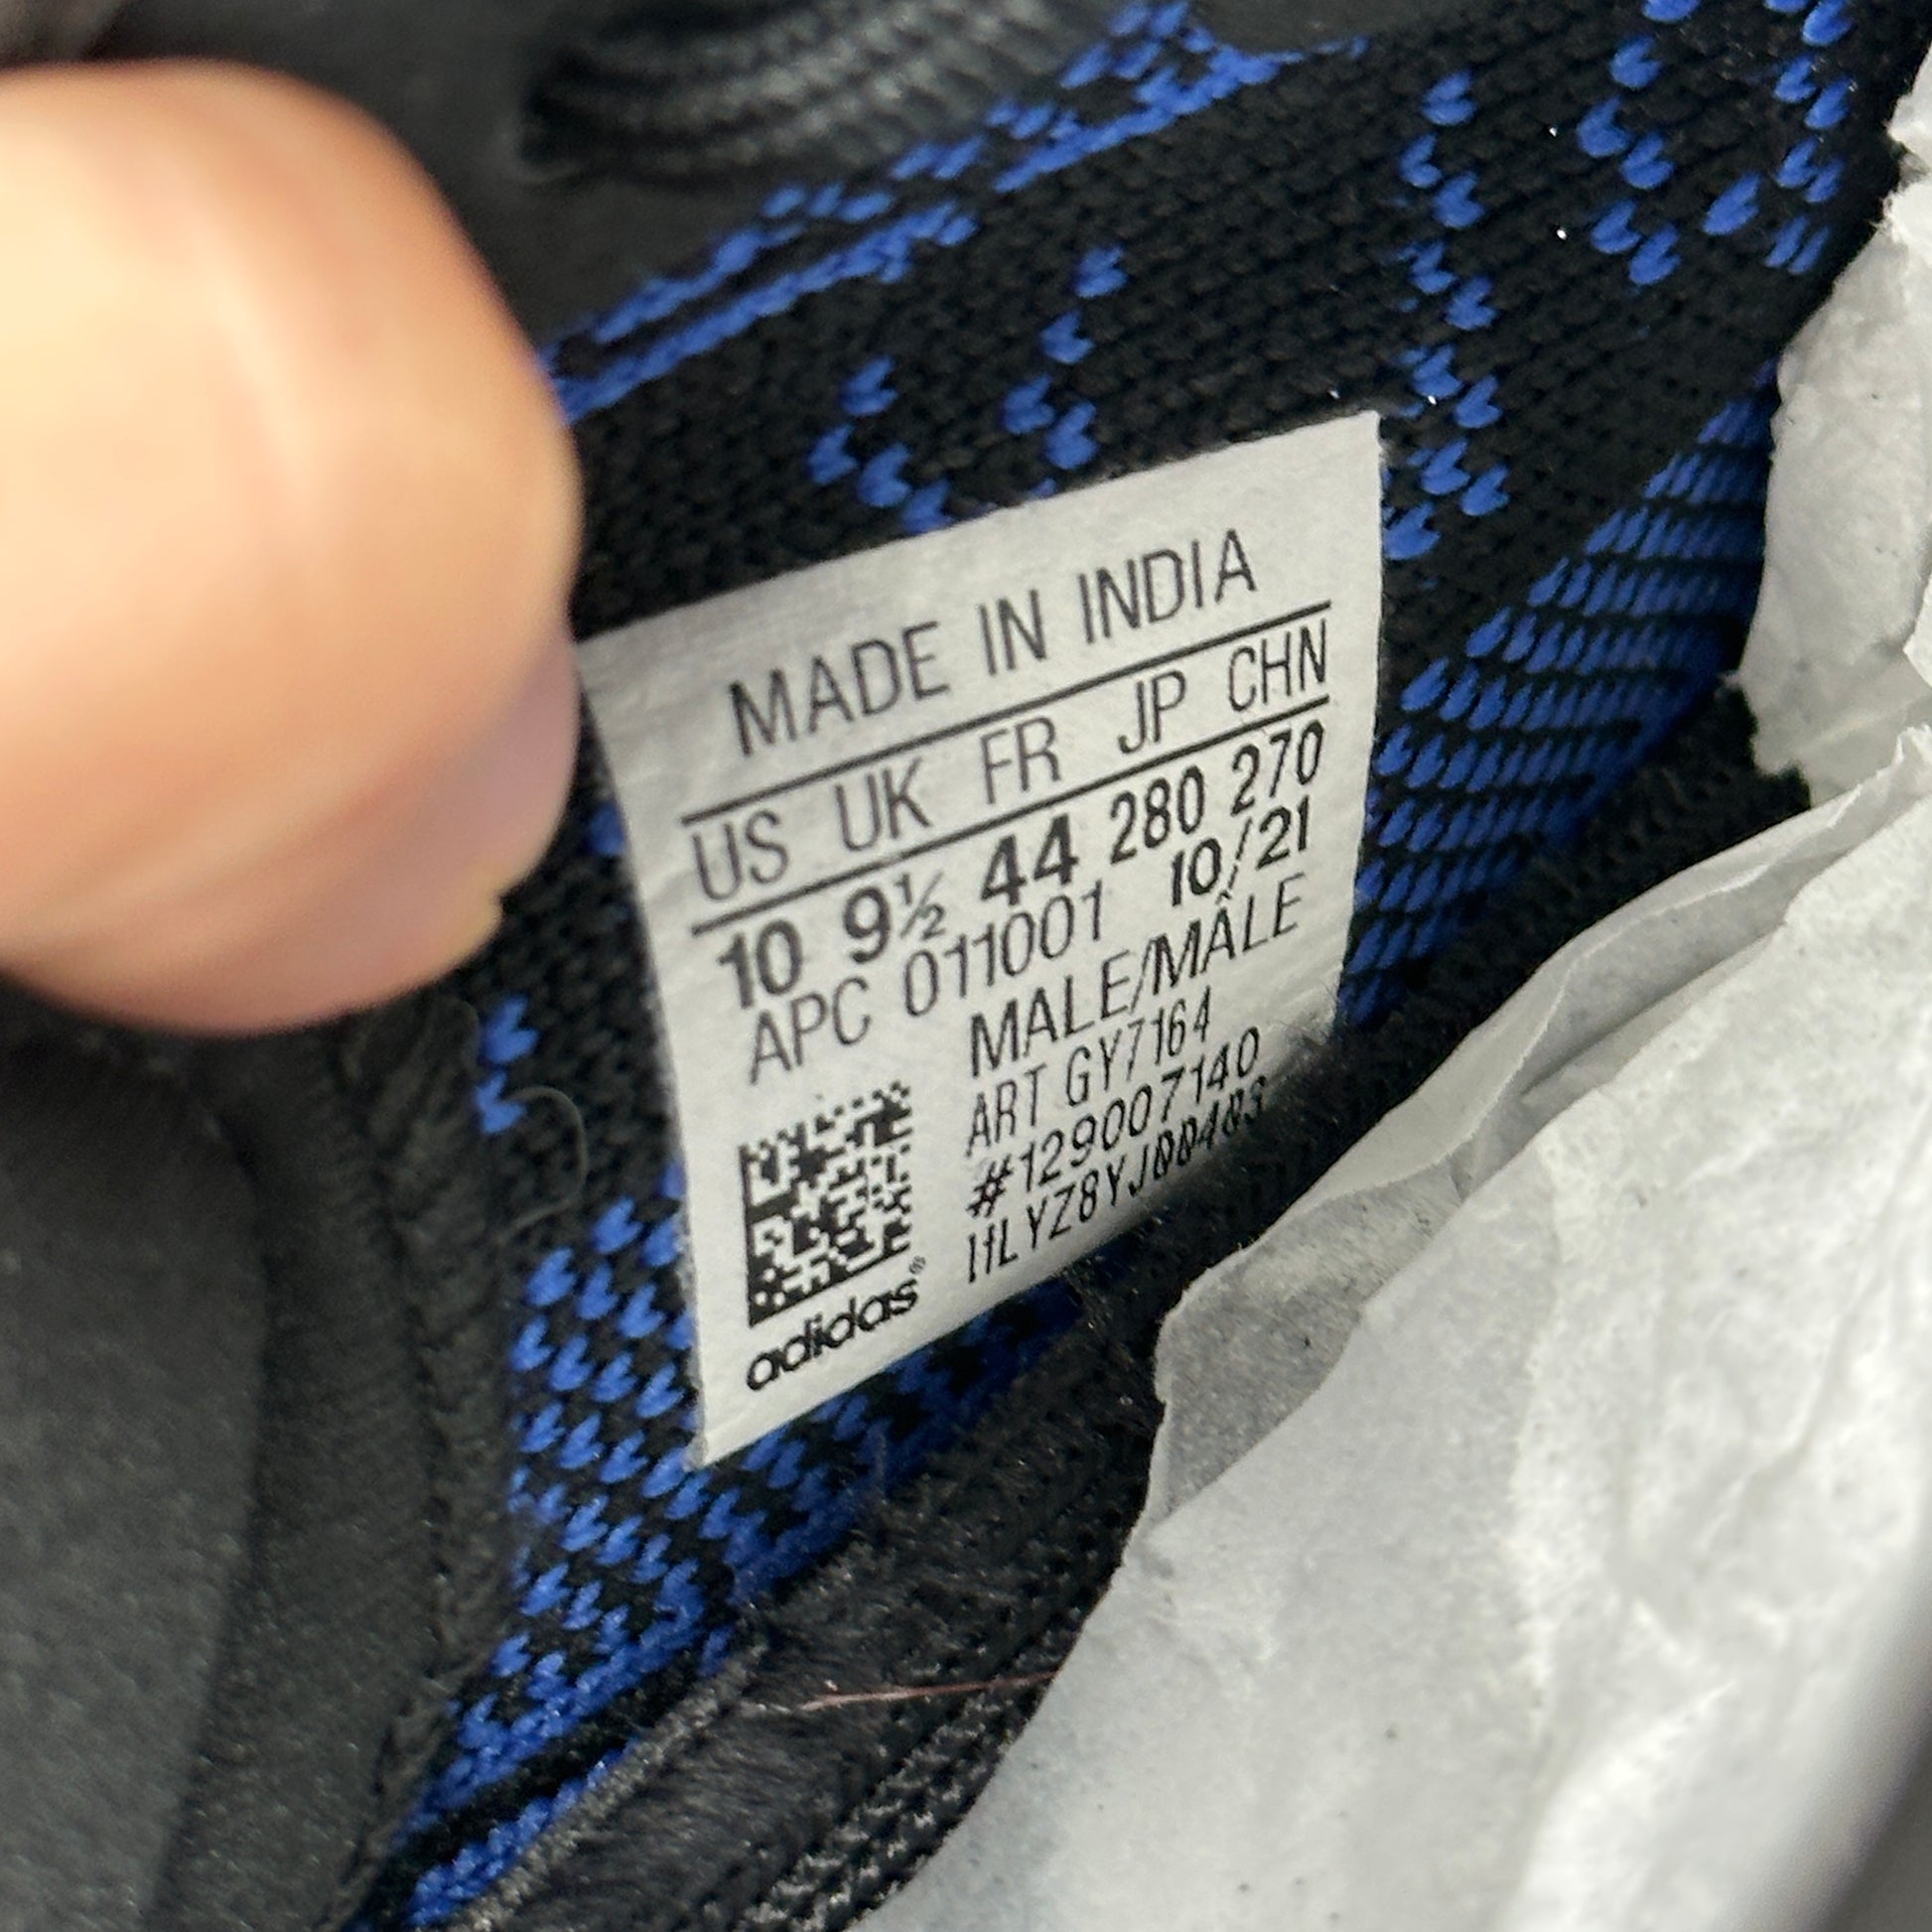 MADE IN INDIA
US UK FR JP CHN
10 9½ 44 280 270
APC 011001 10/21
MALE/MÂLE
ART GY7164
#129007140
adidas®